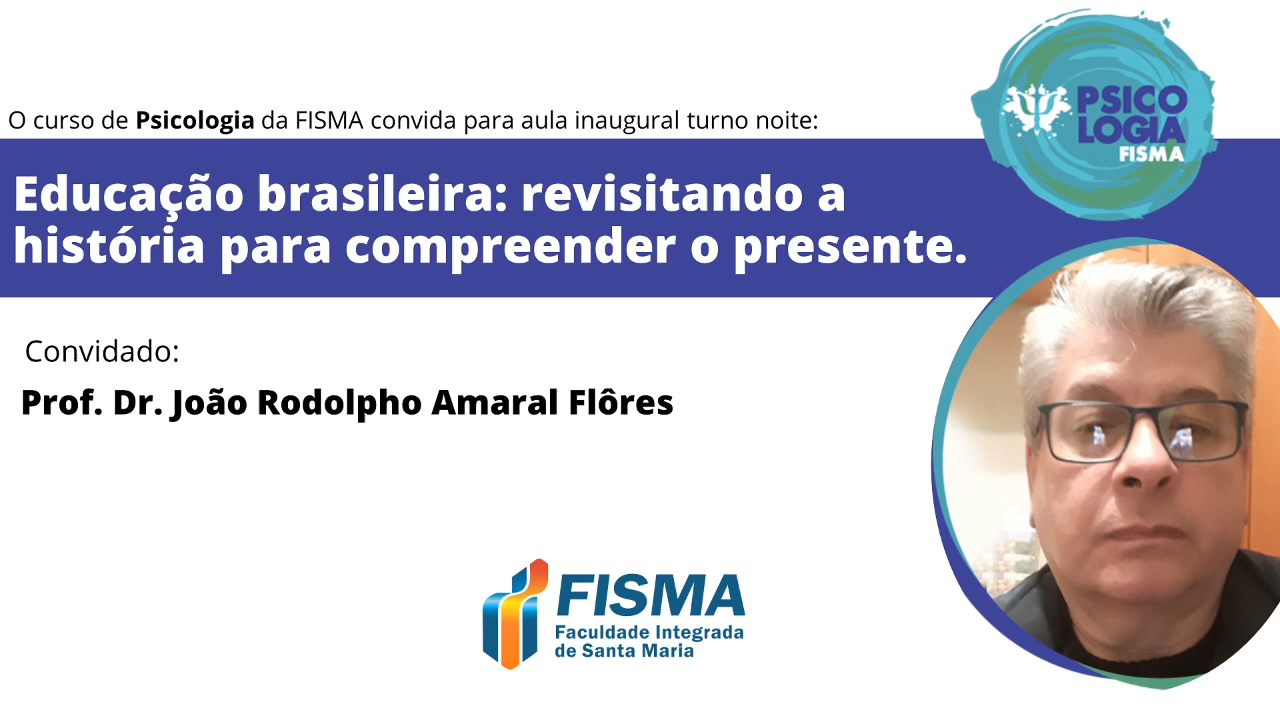 O curso de Psicologia da FISMA convida para aula inaugural turno noite:
PSICO
LOGIA
FISMA
Educação brasileira: revisitando a
história para compreender o presente.
Convidado:
Prof. Dr. João Rodolpho Amaral Flôres
FISMA
Faculdade Integrada
de Santa Maria